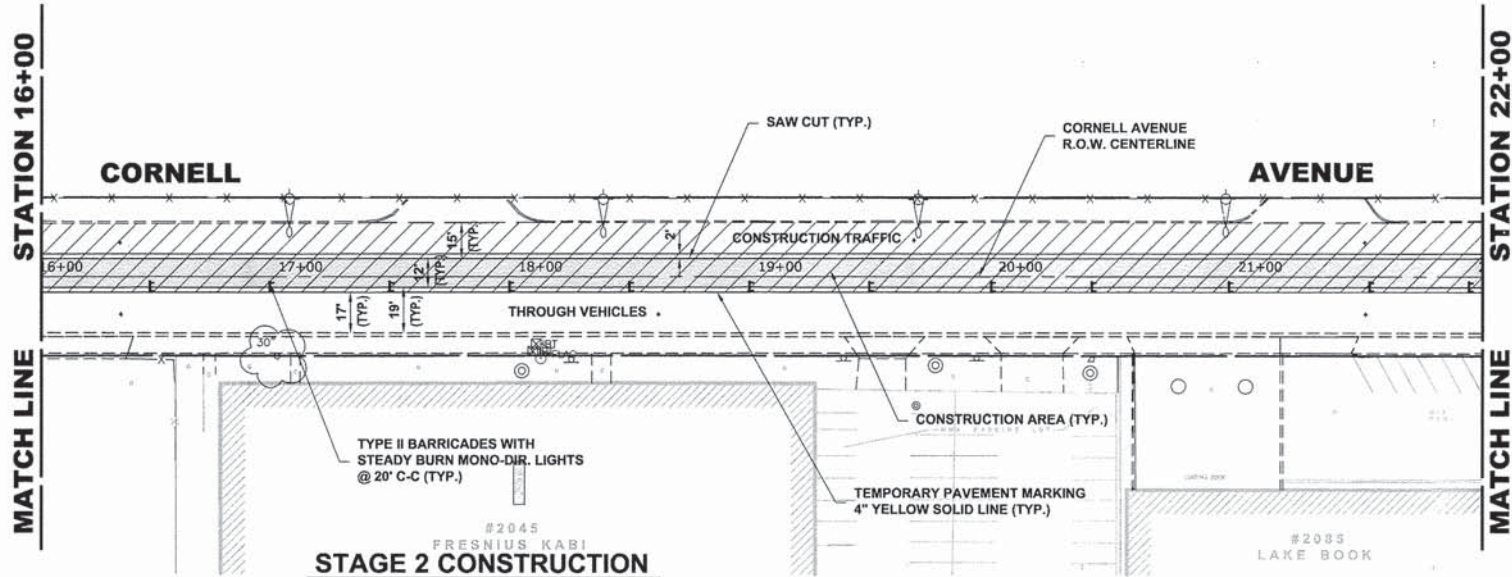 STATION 16+00
MATCH LINE
CORNELL
AVENUE
SAW CUT (TYP.)
CORNELL AVENUE
R.O.W. CENTERLINE
15'
(TYP.)
2'
CONSTRUCTION TRAFFIC
16+00
17+00
18+00
19+00
20+00
21+00
12'
(TYP.)
17'
(TYP.)
19'
(TYP.)
THROUGH VEHICLES
30"
CONSTRUCTION AREA (TYP.)
TYPE II BARRICADES WITH
STEADY BURN MONO-DIR. LIGHTS
@ 20' C-C (TYP.)
TEMPORARY PAVEMENT MARKING
4" YELLOW SOLID LINE (TYP.)
#2045
FRESNIUS KABI
#2085
LAKE BOOK
STAGE 2 CONSTRUCTION
STATION 22+00
MATCH LINE